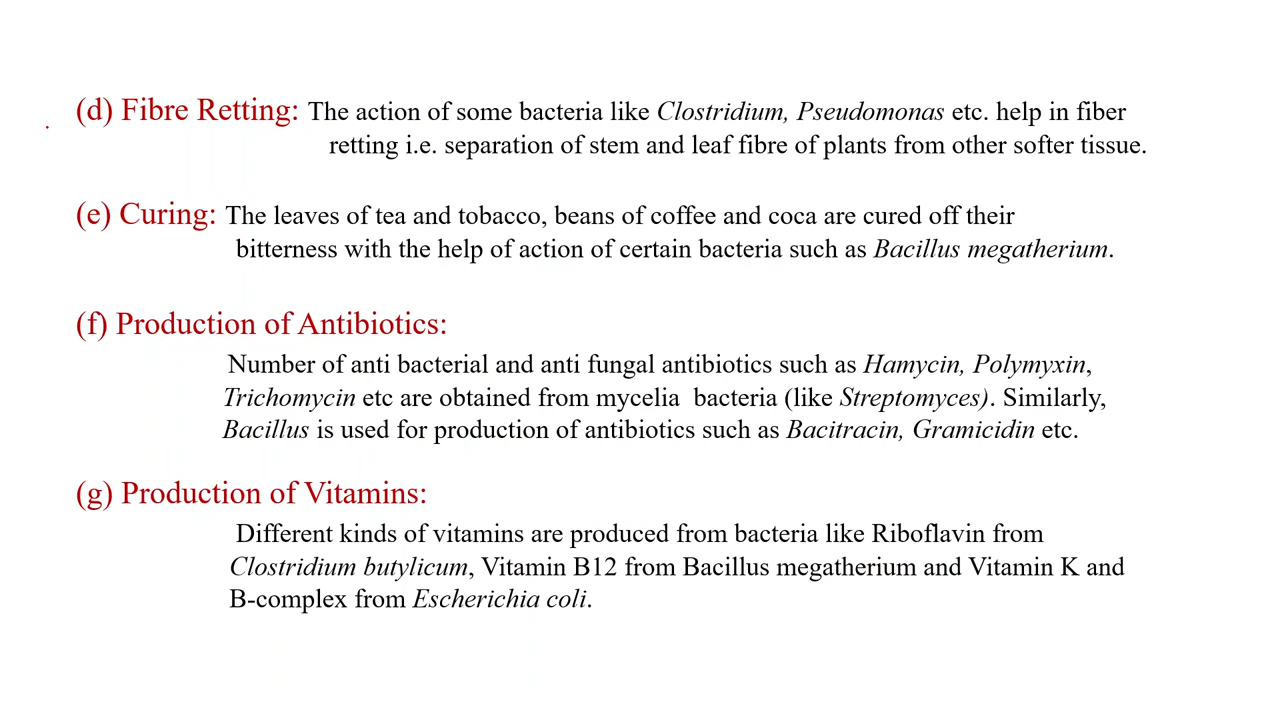 (d) Fibre Retting: The action of some bacteria like Clostridium, Pseudomonas etc. help in fiber
retting i.e. separation of stem and leaf fibre of plants from other softer tissue.
(e) Curing: The leaves of tea and tobacco, beans of coffee and coca are cured off their
bitterness with the help of action of certain bacteria such as Bacillus megatherium.
(f) Production of Antibiotics:
Number of anti bacterial and anti fungal antibiotics such as Hamycin, Polymyxin,
Trichomycin etc are obtained from mycelia  bacteria (like Streptomyces). Similarly,
Bacillus is used for production of antibiotics such as Bacitracin, Gramicidin etc.
(g) Production of Vitamins:
Different kinds of vitamins are produced from bacteria like Riboflavin from
Clostridium butylicum, Vitamin B12 from Bacillus megatherium and Vitamin K and
B-complex from Escherichia coli.